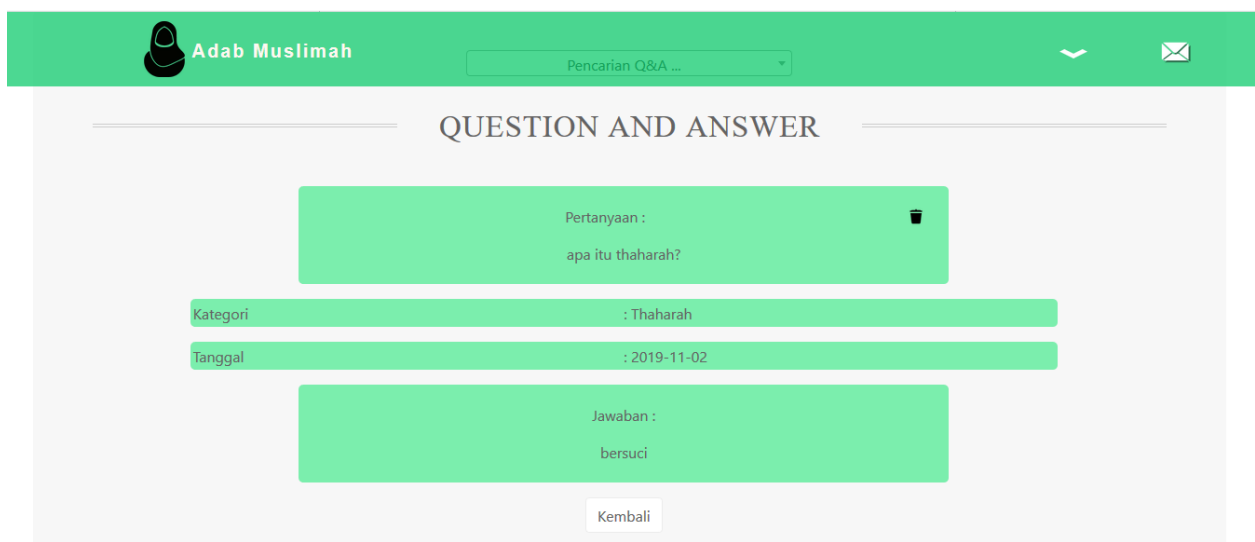 Adab Muslimah
Pencarian Q&A ...
QUESTION AND ANSWER
Pertanyaan :
apa itu thaharah?
Kategori : Thaharah
Tanggal : 2019-11-02
Jawaban :
bersuci
Kembali